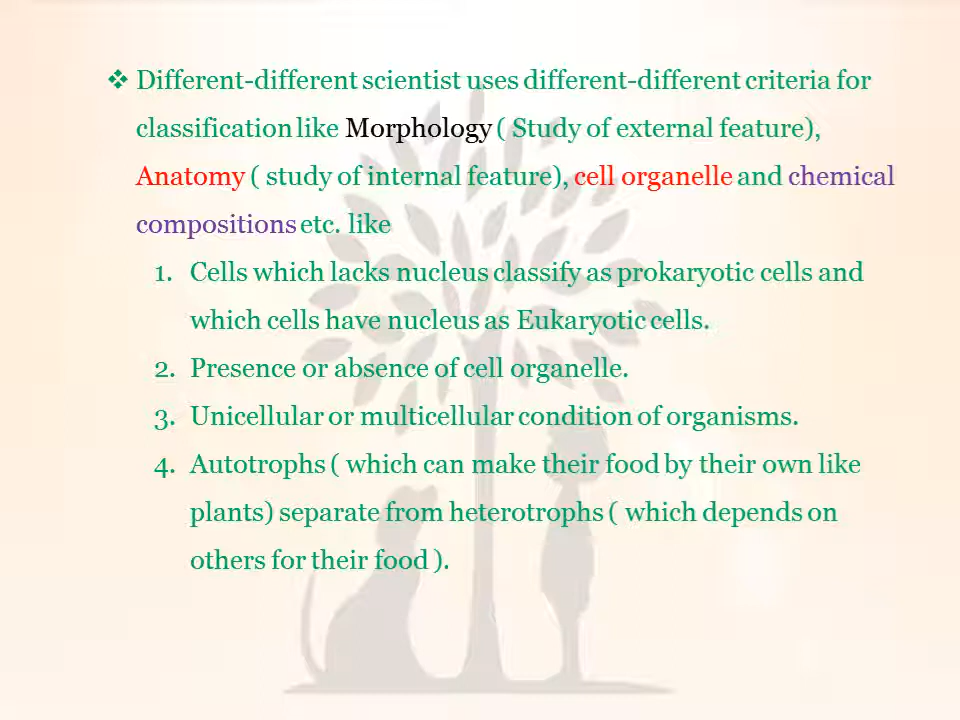 ❖ Different-different scientist uses different-different criteria for
classification like Morphology ( Study of external feature),
Anatomy ( study of internal feature), cell organelle and chemical
compositions etc. like
1. Cells which lacks nucleus classify as prokaryotic cells and
which cells have nucleus as Eukaryotic cells.
2. Presence or absence of cell organelle.
3. Unicellular or multicellular condition of organisms.
4. Autotrophs ( which can make their food by their own like
plants) separate from heterotrophs ( which depends on
others for their food ).